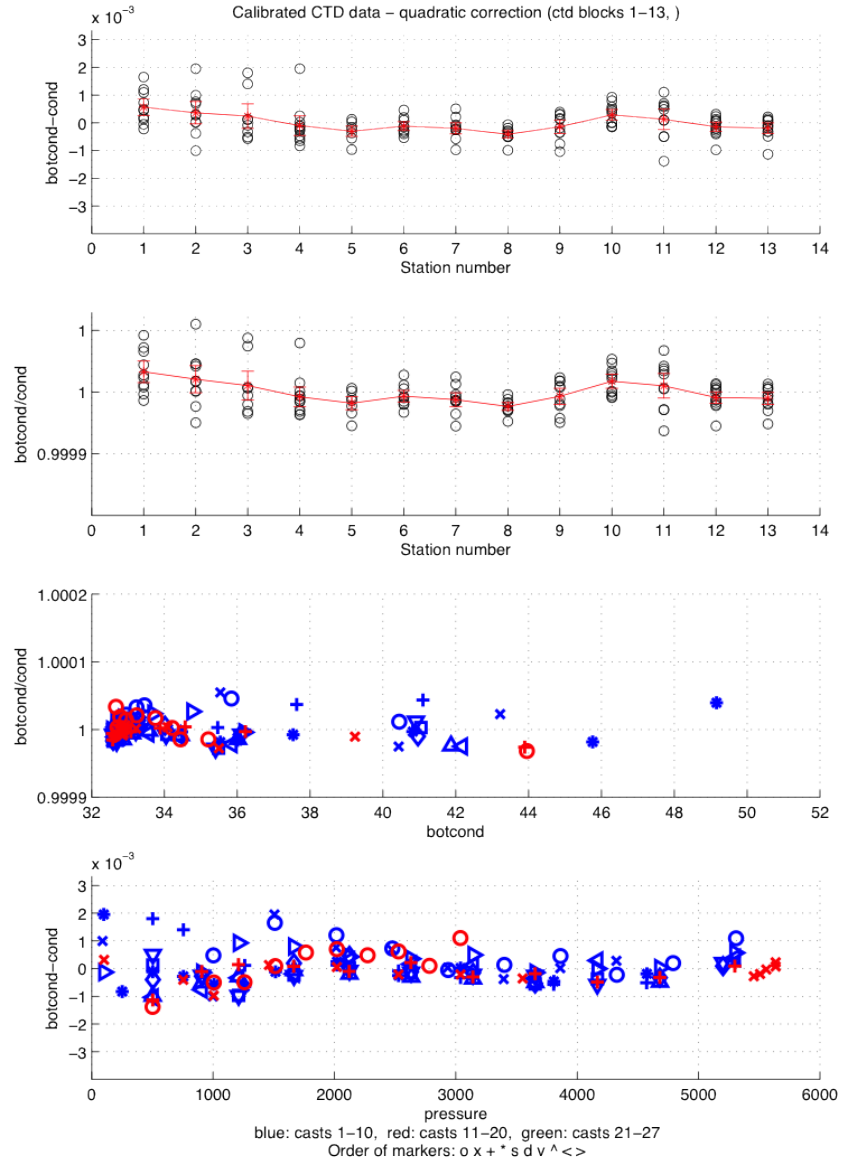 Calibrated CTD data − quadratic correction (ctd blocks 1−13, )
x 10⁻³
3
2
1
0
−1
−2
−3
botcond−cond
0 1 2 3 4 5 6 7 8 9 10 11 12 13 14
Station number
1
1
0.9999
botcond/cond
0 1 2 3 4 5 6 7 8 9 10 11 12 13 14
Station number
1.0002
1.0001
1
0.9999
botcond/cond
32 34 36 38 40 42 44 46 48 50 52
botcond
x 10⁻³
3
2
1
0
−1
−2
−3
botcond−cond
0 1000 2000 3000 4000 5000 6000
pressure
blue: casts 1−10, red: casts 11−20, green: casts 21−27
Order of markers: o x + * s d v ^ < >